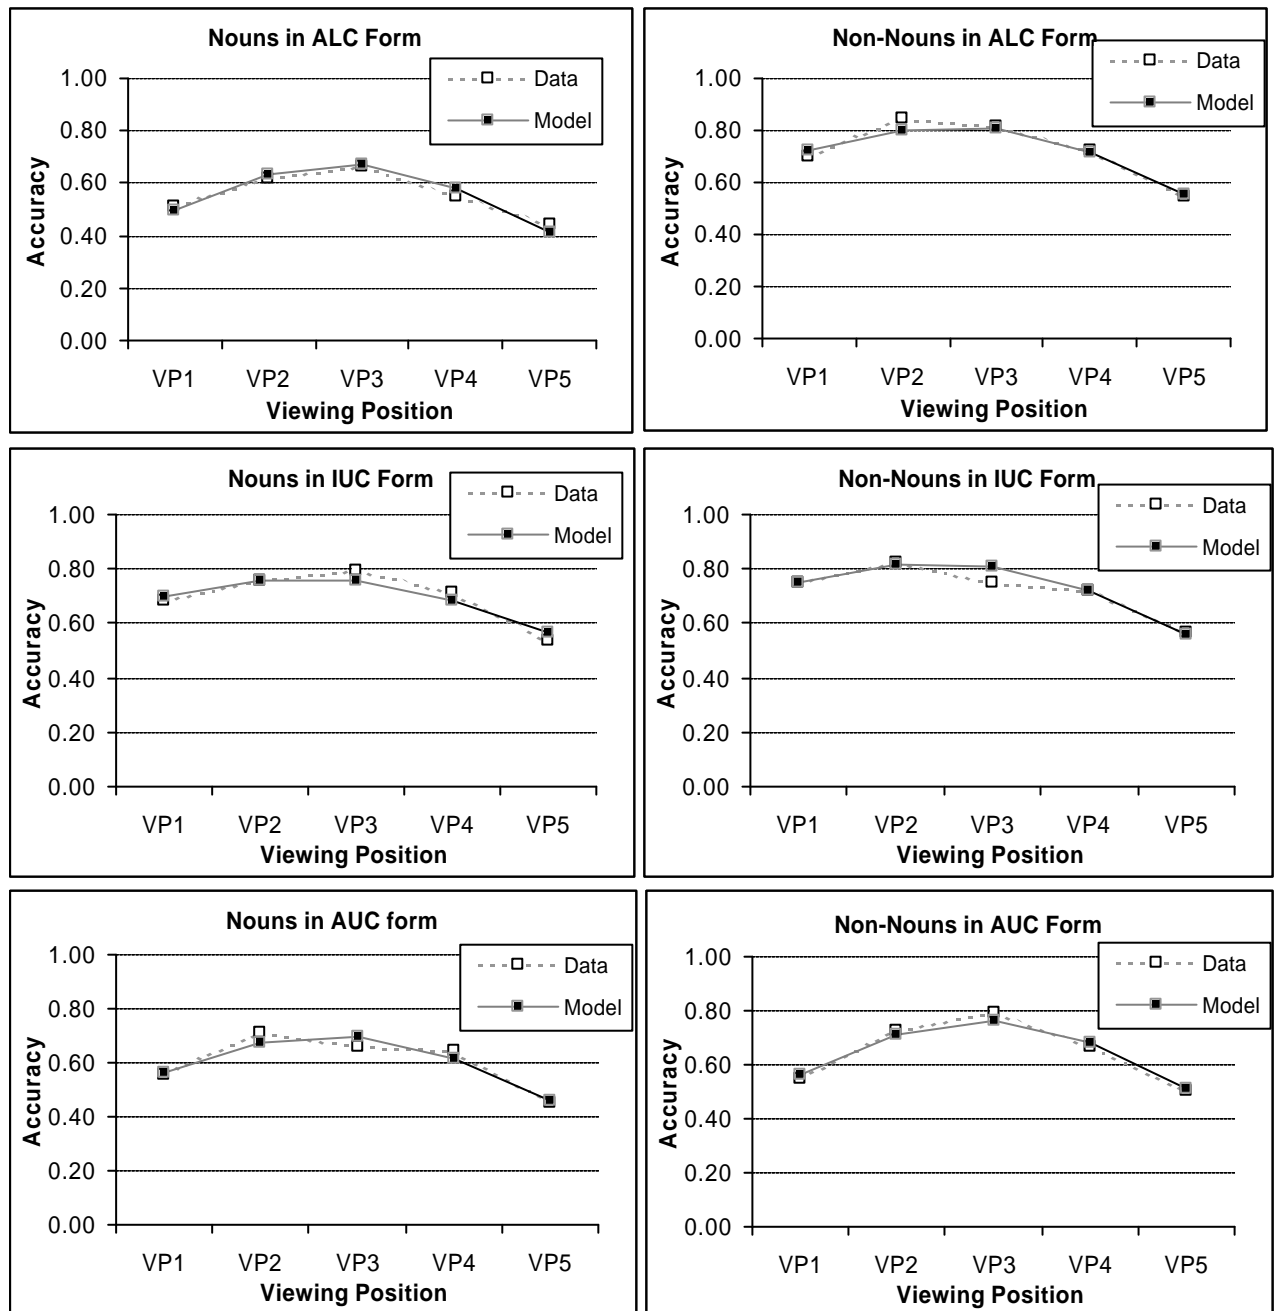 Nouns in ALC Form
Data
Model
1.00
0.80
0.60
0.40
0.20
0.00
Accuracy
VP1 VP2 VP3 VP4 VP5
Viewing Position
Non-Nouns in ALC Form
Data
Model
1.00
0.80
0.60
0.40
0.20
0.00
Accuracy
VP1 VP2 VP3 VP4 VP5
Viewing Position
Nouns in IUC Form
Data
Model
1.00
0.80
0.60
0.40
0.20
0.00
Accuracy
VP1 VP2 VP3 VP4 VP5
Viewing Position
Non-Nouns in IUC Form
Data
Model
1.00
0.80
0.60
0.40
0.20
0.00
Accuracy
VP1 VP2 VP3 VP4 VP5
Viewing Position
Nouns in AUC form
Data
Model
1.00
0.80
0.60
0.40
0.20
0.00
Accuracy
VP1 VP2 VP3 VP4 VP5
Viewing Position
Non-Nouns in AUC Form
Data
Model
1.00
0.80
0.60
0.40
0.20
0.00
Accuracy
VP1 VP2 VP3 VP4 VP5
Viewing Position